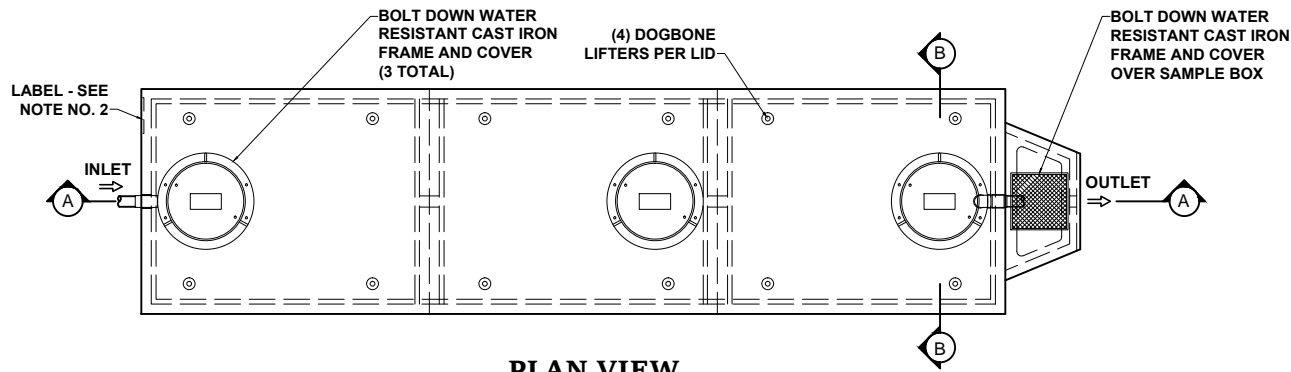 BOLT DOWN WATER
RESISTANT CAST IRON
FRAME AND COVER
(3 TOTAL)
(4) DOGBONE
LIFTERS PER LID
B
BOLT DOWN WATER
RESISTANT CAST IRON
FRAME AND COVER
OVER SAMPLE BOX
LABEL - SEE
NOTE NO. 2
INLET
A
OUTLET
A
B
PLAN VIEW